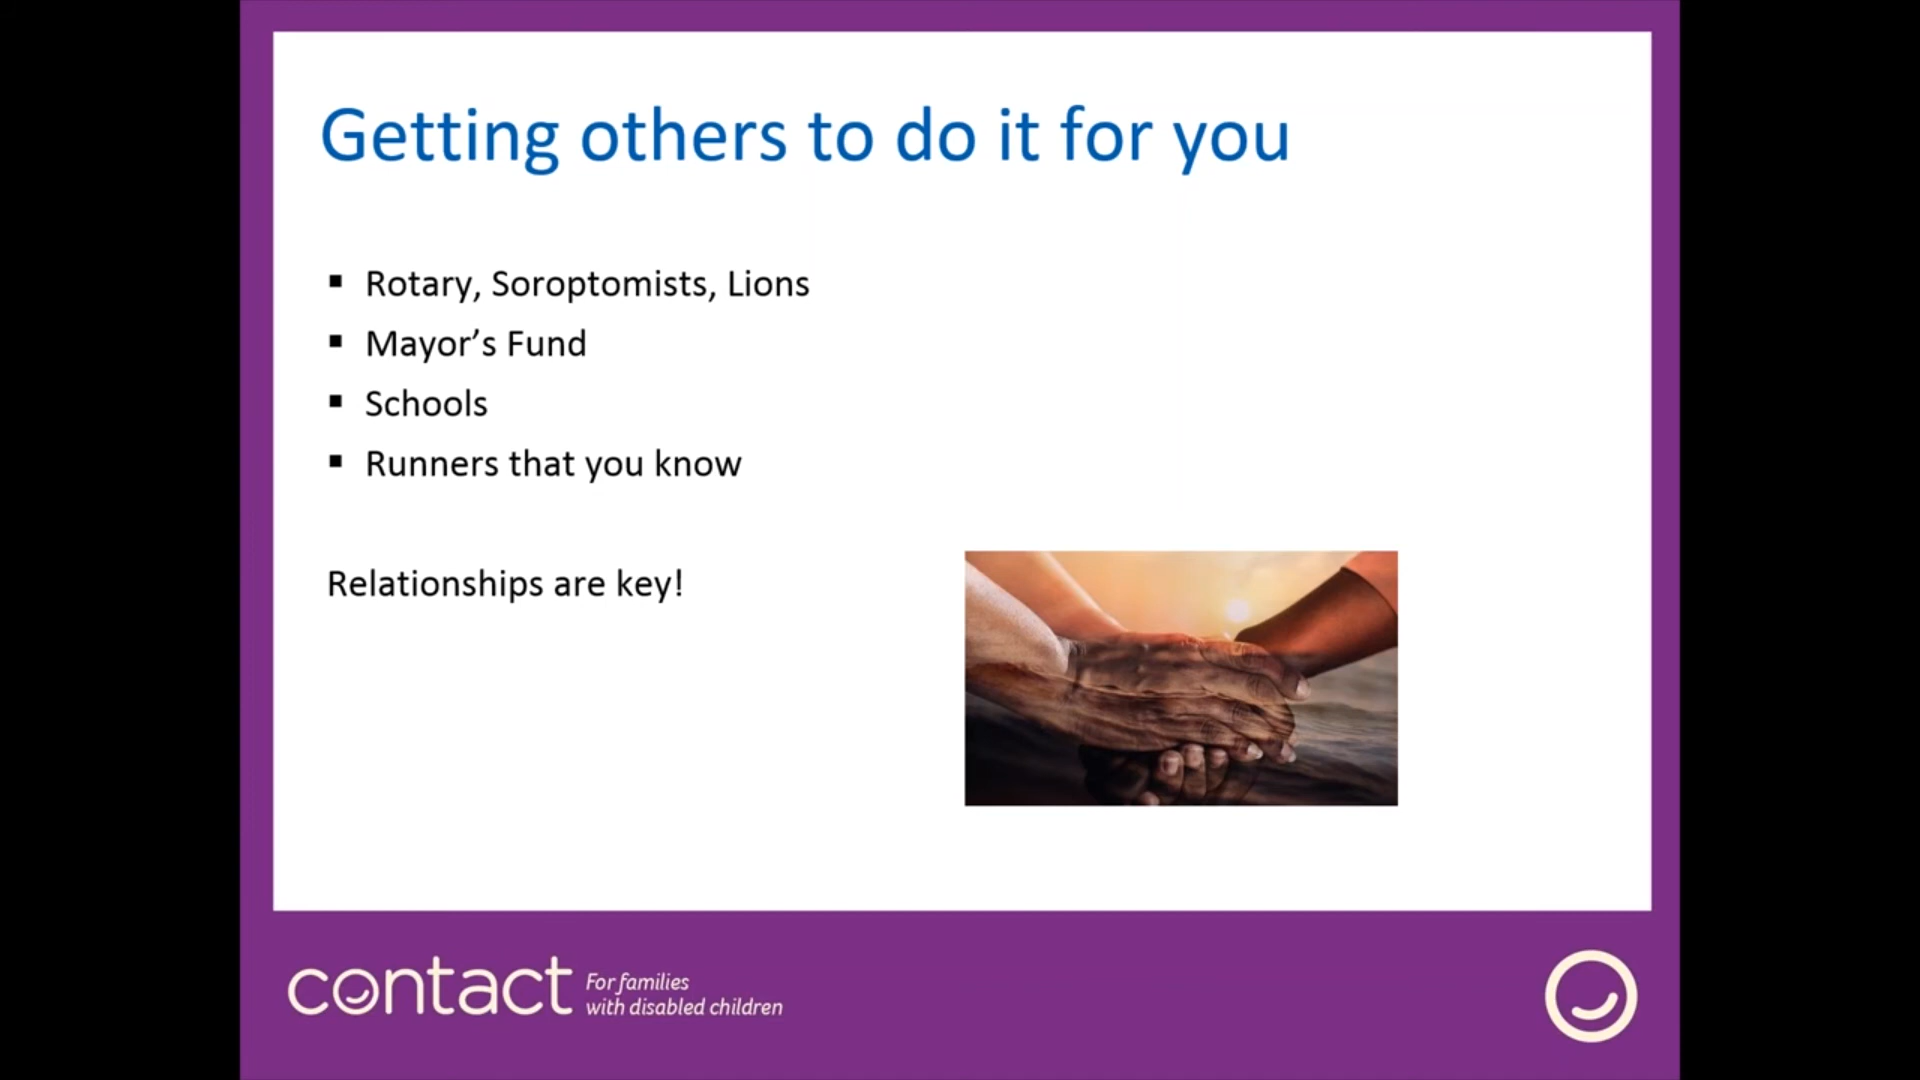 Getting others to do it for you
▪ Rotary, Soroptomists, Lions
▪ Mayor’s Fund
▪ Schools
▪ Runners that you know
Relationships are key!
contact
For families
with disabled children